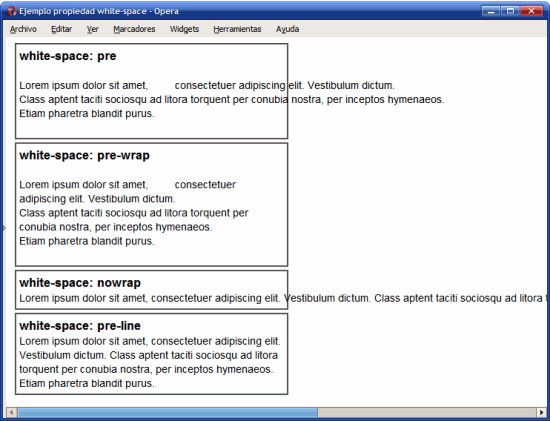 Ejemplo propiedad white-space - Opera
Archivo Editar Ver Marcadores Widgets Herramientas Ayuda
white-space: pre
Lorem ipsum dolor sit amet, consectetuer adipiscing elit. Vestibulum dictum.
Class aptent taciti sociosqu ad litora torquent per conubia nostra, per inceptos hymenaeos.
Etiam pharetra blandit purus.
white-space: pre-wrap
Lorem ipsum dolor sit amet, consectetuer
adipiscing elit. Vestibulum dictum.
Class aptent taciti sociosqu ad litora torquent per
conubia nostra, per inceptos hymenaeos.
Etiam pharetra blandit purus.
white-space: nowrap
Lorem ipsum dolor sit amet, consectetuer adipiscing elit. Vestibulum dictum. Class aptent taciti sociosqu ad litora t
white-space: pre-line
Lorem ipsum dolor sit amet, consectetuer adipiscing elit.
Vestibulum dictum. Class aptent taciti sociosqu ad litora
torquent per conubia nostra, per inceptos hymenaeos.
Etiam pharetra blandit purus.